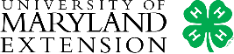 UNIVERSITY OF
MARYLAND
EXTENSION
H H
H H